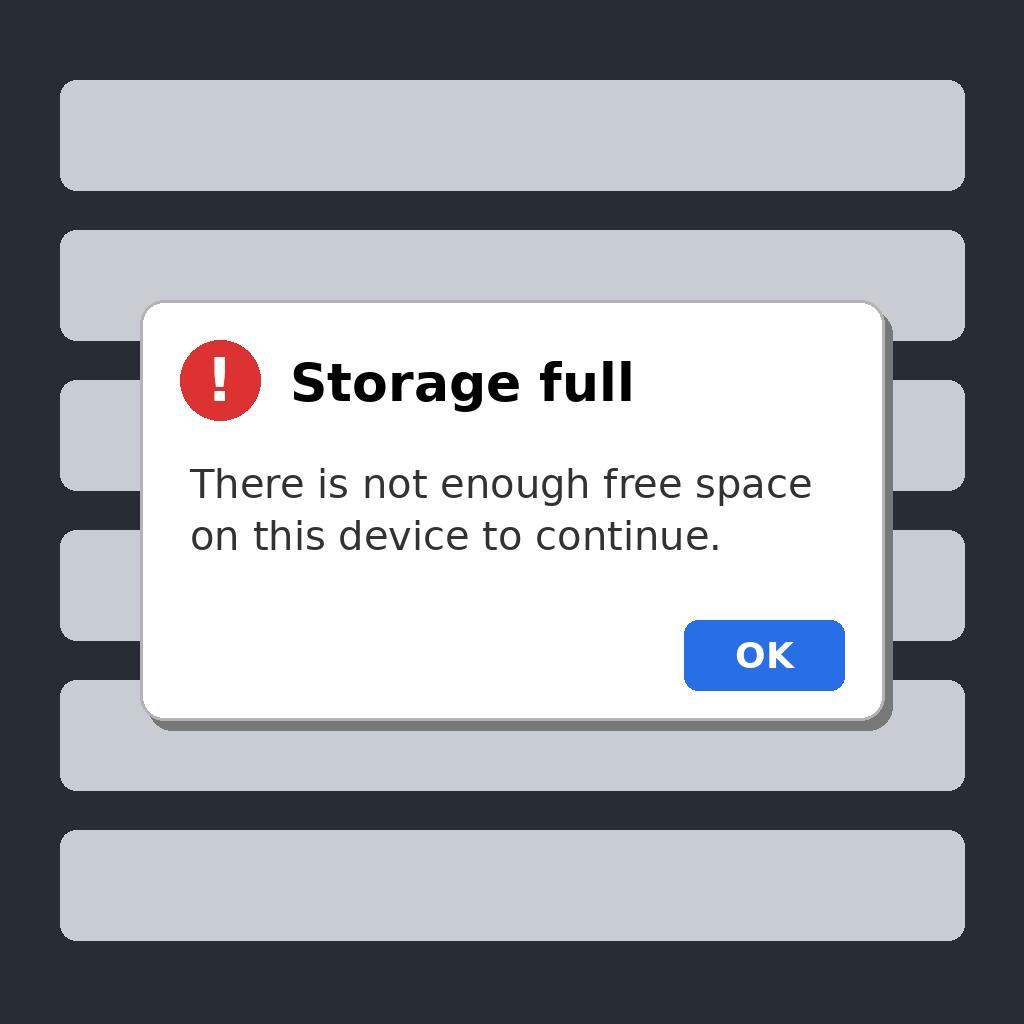 !
Storage full
There is not enough free space
on this device to continue.
OK